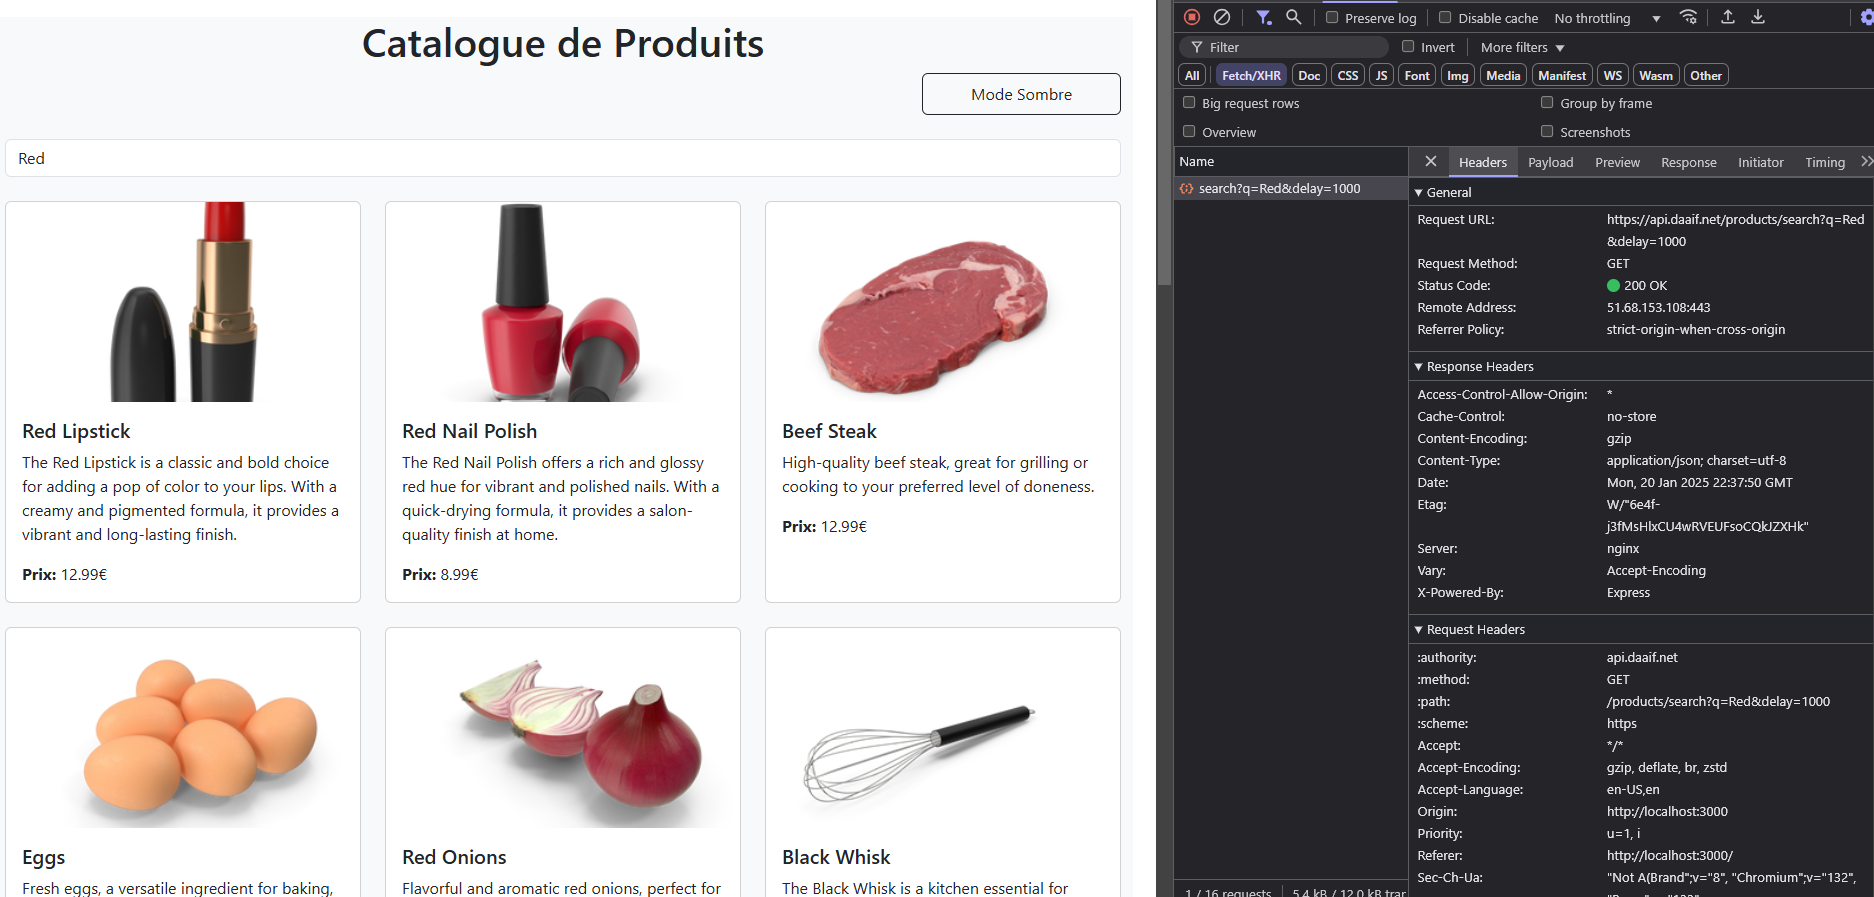 Catalogue de Produits
Mode Sombre
Red
Red Lipstick
The Red Lipstick is a classic and bold choice
for adding a pop of color to your lips. With a
creamy and pigmented formula, it provides a
vibrant and long-lasting finish.
Prix: 12.99€
Red Nail Polish
The Red Nail Polish offers a rich and glossy
red hue for vibrant and polished nails. With a
quick-drying formula, it provides a salon-
quality finish at home.
Prix: 8.99€
Beef Steak
High-quality beef steak, great for grilling or
cooking to your preferred level of doneness.
Prix: 12.99€
Eggs
Fresh eggs, a versatile ingredient for baking,
Red Onions
Flavorful and aromatic red onions, perfect for
Black Whisk
The Black Whisk is a kitchen essential for
Preserve log Disable cache No throttling
Filter Invert More filters
All Fetch/XHR Doc CSS JS Font Img Media Manifest WS Wasm Other
Big request rows Group by frame
Overview Screenshots
Name
search?q=Red&delay=1000
1 / 16 requests 5.4 kB / 12.0 kB trar
Headers Payload Preview Response Initiator Timing
General
Request URL: https://api.daaif.net/products/search?q=Red
&delay=1000
Request Method: GET
Status Code: 200 OK
Remote Address: 51.68.153.108:443
Referrer Policy: strict-origin-when-cross-origin
Response Headers
Access-Control-Allow-Origin: *
Cache-Control: no-store
Content-Encoding: gzip
Content-Type: application/json; charset=utf-8
Date: Mon, 20 Jan 2025 22:37:50 GMT
Etag: W/"6e4f-
j3fMsHlxCU4wRVEUFsoCQkJZXHk"
Server: nginx
Vary: Accept-Encoding
X-Powered-By: Express
Request Headers
:authority: api.daaif.net
:method: GET
:path: /products/search?q=Red&delay=1000
:scheme: https
Accept: */*
Accept-Encoding: gzip, deflate, br, zstd
Accept-Language: en-US,en
Origin: http://localhost:3000
Priority: u=1, i
Referer: http://localhost:3000/
Sec-Ch-Ua: "Not A(Brand";v="8", "Chromium";v="132",